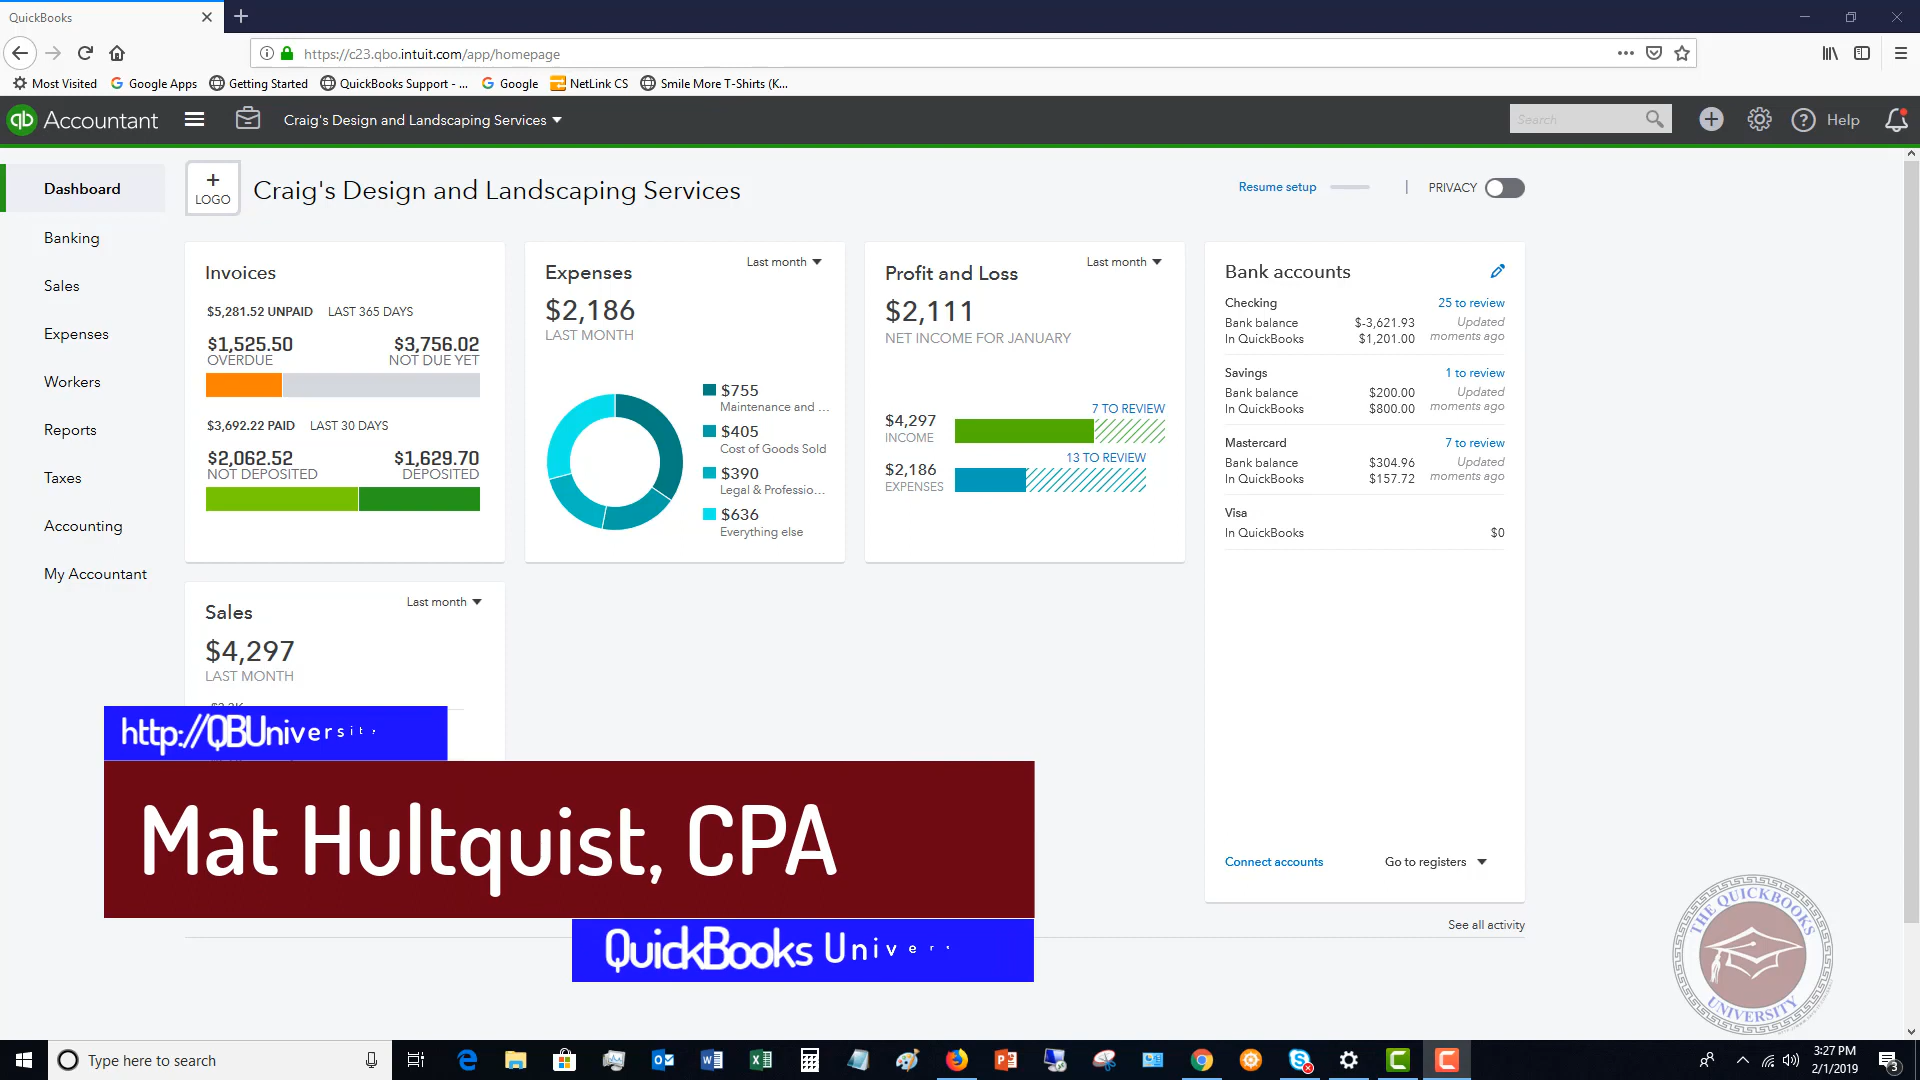 QuickBooks
https://c23.qbo.intuit.com/app/homepage
Most Visited Google Apps Getting Started QuickBooks Support - ... Google NetLink CS Smile More T-Shirts (K...
qb Accountant Craig's Design and Landscaping Services Search Help
Dashboard
Banking
Sales
Expenses
Workers
Reports
Taxes
Accounting
My Accountant
+
LOGO
Craig's Design and Landscaping Services
Resume setup | PRIVACY
Invoices
$5,281.52 UNPAID LAST 365 DAYS
$1,525.50 $3,756.02
OVERDUE NOT DUE YET
$3,692.22 PAID LAST 30 DAYS
$2,062.52 $1,629.70
NOT DEPOSITED DEPOSITED
Expenses Last month
$2,186
LAST MONTH
$755
Maintenance and ...
$405
Cost of Goods Sold
$390
Legal & Professio...
$636
Everything else
Profit and Loss Last month
$2,111
NET INCOME FOR JANUARY
7 TO REVIEW
$4,297
INCOME
13 TO REVIEW
$2,186
EXPENSES
Bank accounts
Checking 25 to review
Bank balance $-3,621.93 Updated
In QuickBooks $1,201.00 moments ago
Savings 1 to review
Bank balance $200.00 Updated
In QuickBooks $800.00 moments ago
Mastercard 7 to review
Bank balance $304.96 Updated
In QuickBooks $157.72 moments ago
Visa
In QuickBooks $0
Connect accounts Go to registers
See all activity
Sales Last month
$4,297
LAST MONTH
http://QBUniversit
Mat Hultquist, CPA
QuickBooks Univer
THE QUICKBOOKS
UNIVERSITY
Type here to search
3:27 PM
2/1/2019
3